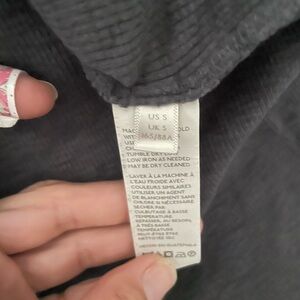 US S
UK S
165/88A
TUMBLE DRY LOW
LOW IRON AS NEEDED
MAY BE DRY CLEANED
LAVER À LA MACHINE À
L'EAU FROIDE AVEC
COULEURS SIMILAIRES
UTILISER UN AGENT
DE BLANCHIMENT SANS
CHLORE SI NÉCESSAIRE
SÉCHER PAR
CULBUTAGE À BASSE
TEMPÉRATURE
REPASSER, AU BESOIN,
À TRÈS BASSE
TEMPÉRATURE